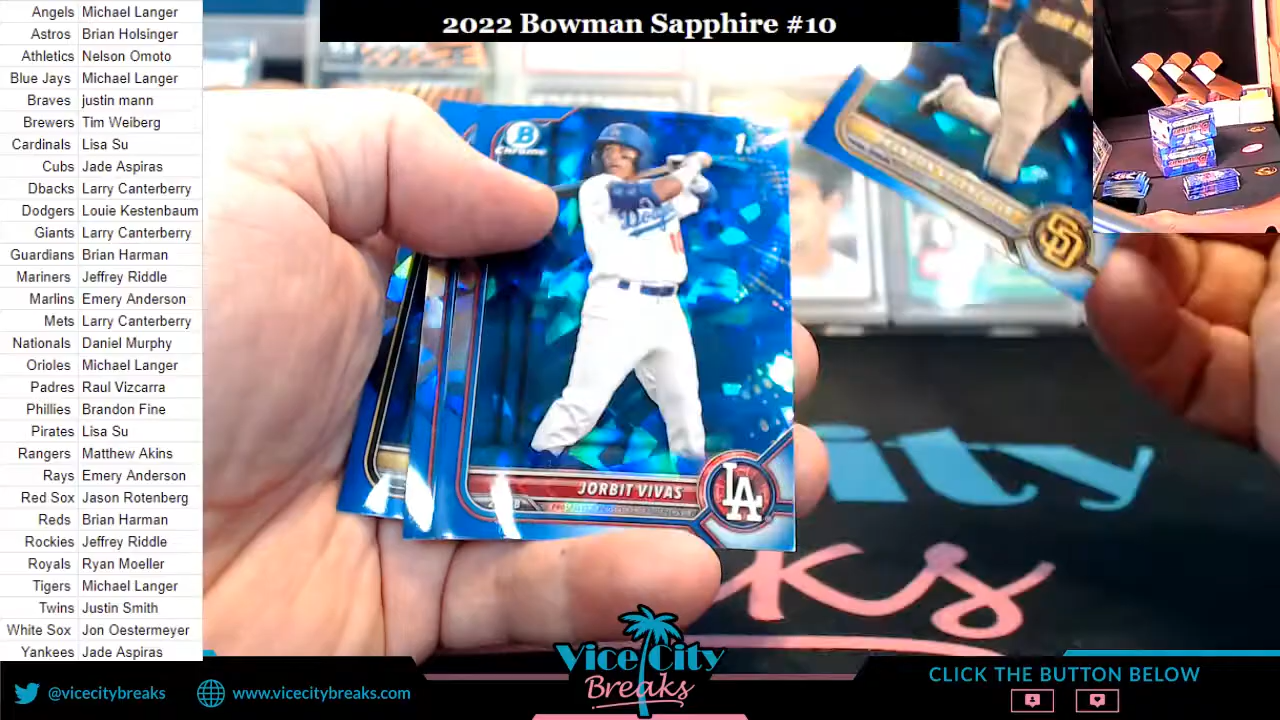 2022 Bowman Sapphire #10
Angels Michael Langer
Astros Brian Holsinger
Athletics Nelson Omoto
Blue Jays Michael Langer
Braves justin mann
Brewers Tim Weiberg
Cardinals Lisa Su
Cubs Jade Aspiras
Dbacks Larry Canterberry
Dodgers Louie Kestenbaum
Giants Larry Canterberry
Guardians Brian Harman
Mariners Jeffrey Riddle
Marlins Emery Anderson
Mets Larry Canterberry
Nationals Daniel Murphy
Orioles Michael Langer
Padres Raul Vizcarra
Phillies Brandon Fine
Pirates Lisa Su
Rangers Matthew Akins
Rays Emery Anderson
Red Sox Jason Rotenberg
Reds Brian Harman
Rockies Jeffrey Riddle
Royals Ryan Moeller
Tigers Michael Langer
Twins Justin Smith
White Sox Jon Oestermeyer
Yankees Jade Aspiras
B
Chrome
1st
Dodgers
JORBIT VIVAS
LA
SD
Vice City
Breaks
@vicecitybreaks
www.vicecitybreaks.com
CLICK THE BUTTON BELOW